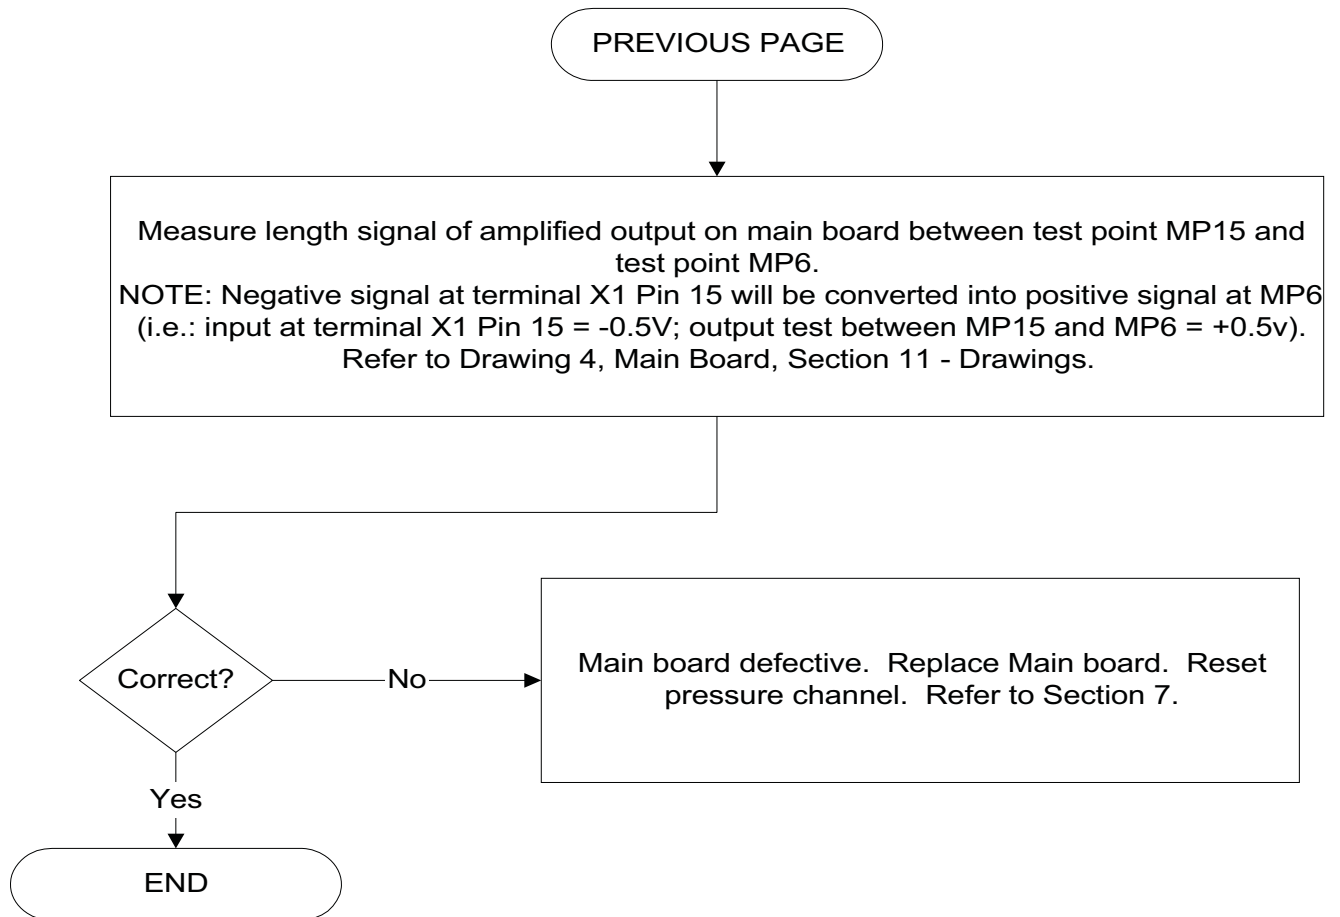 PREVIOUS PAGE
Measure length signal of amplified output on main board between test point MP15 and
test point MP6.
NOTE: Negative signal at terminal X1 Pin 15 will be converted into positive signal at MP6
(i.e.: input at terminal X1 Pin 15 = -0.5V; output test between MP15 and MP6 = +0.5v).
Refer to Drawing 4, Main Board, Section 11 - Drawings.
Correct?
No
Main board defective.  Replace Main board.  Reset
pressure channel.  Refer to Section 7.
Yes
END